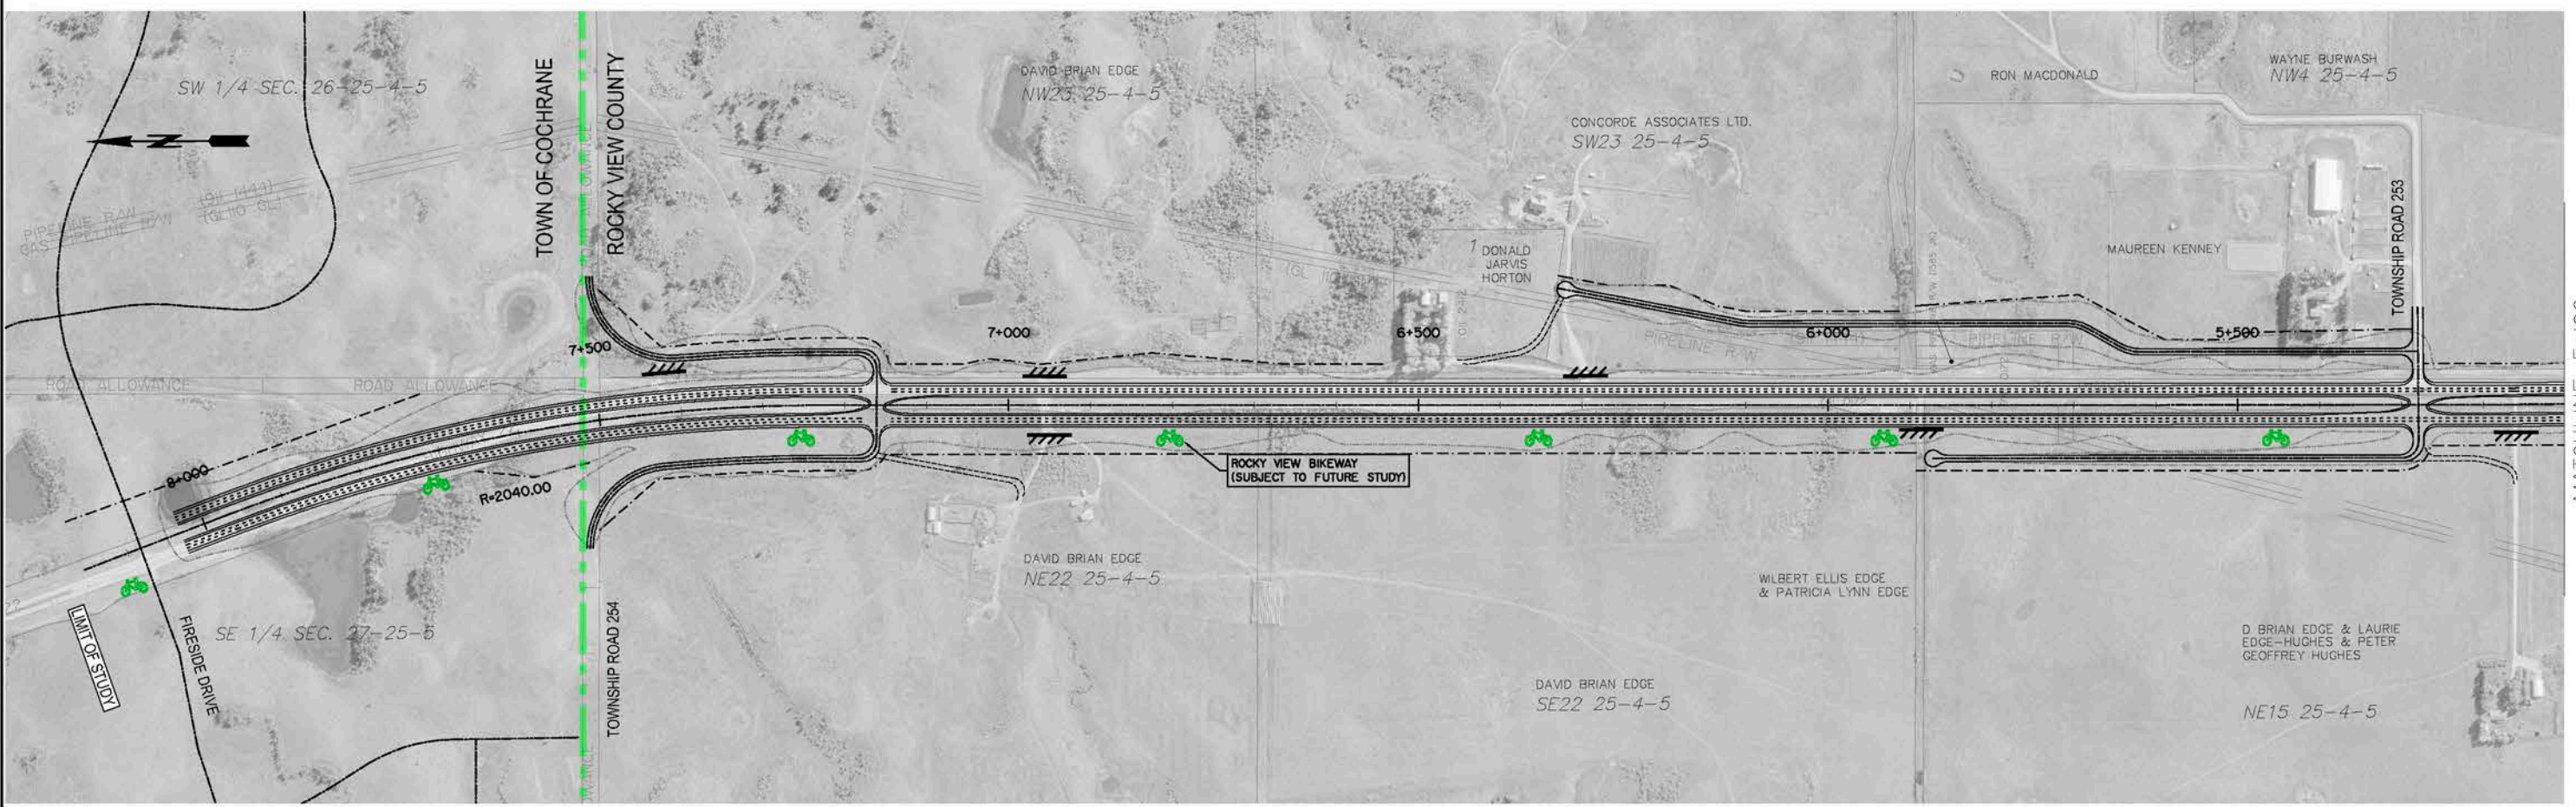 SW 1/4 SEC. 26-25-4-5
N
PIPELINE R/W
GAS PIPELINE R/W
1911 (444)
(GL110 GL)
TOWN OF COCHRANE
ROCKY VIEW COUNTY
DAVID BRIAN EDGE
NW23 25-4-5
CONCORDE ASSOCIATES LTD.
SW23 25-4-5
RON MACDONALD
WAYNE BURWASH
NW4 25-4-5
1
DONALD
JARVIS
HORTON
MAUREEN KENNEY
TOWNSHIP ROAD 253
7+500
7+000
6+500
6+000
5+500
PIPELINE R/W
PIPELINE R/W
ROAD ALLOWANCE
ROAD ALLOWANCE
8+000
R=2040.00
ROCKY VIEW BIKEWAY
(SUBJECT TO FUTURE STUDY)
LIMIT OF STUDY
FIRESIDE DRIVE
SE 1/4 SEC. 27-25-5
TOWNSHIP ROAD 254
DAVID BRIAN EDGE
NE22 25-4-5
WILBERT ELLIS EDGE
& PATRICIA LYNN EDGE
DAVID BRIAN EDGE
SE22 25-4-5
D BRIAN EDGE & LAURIE
EDGE-HUGHES & PETER
GEOFFREY HUGHES
NE15 25-4-5